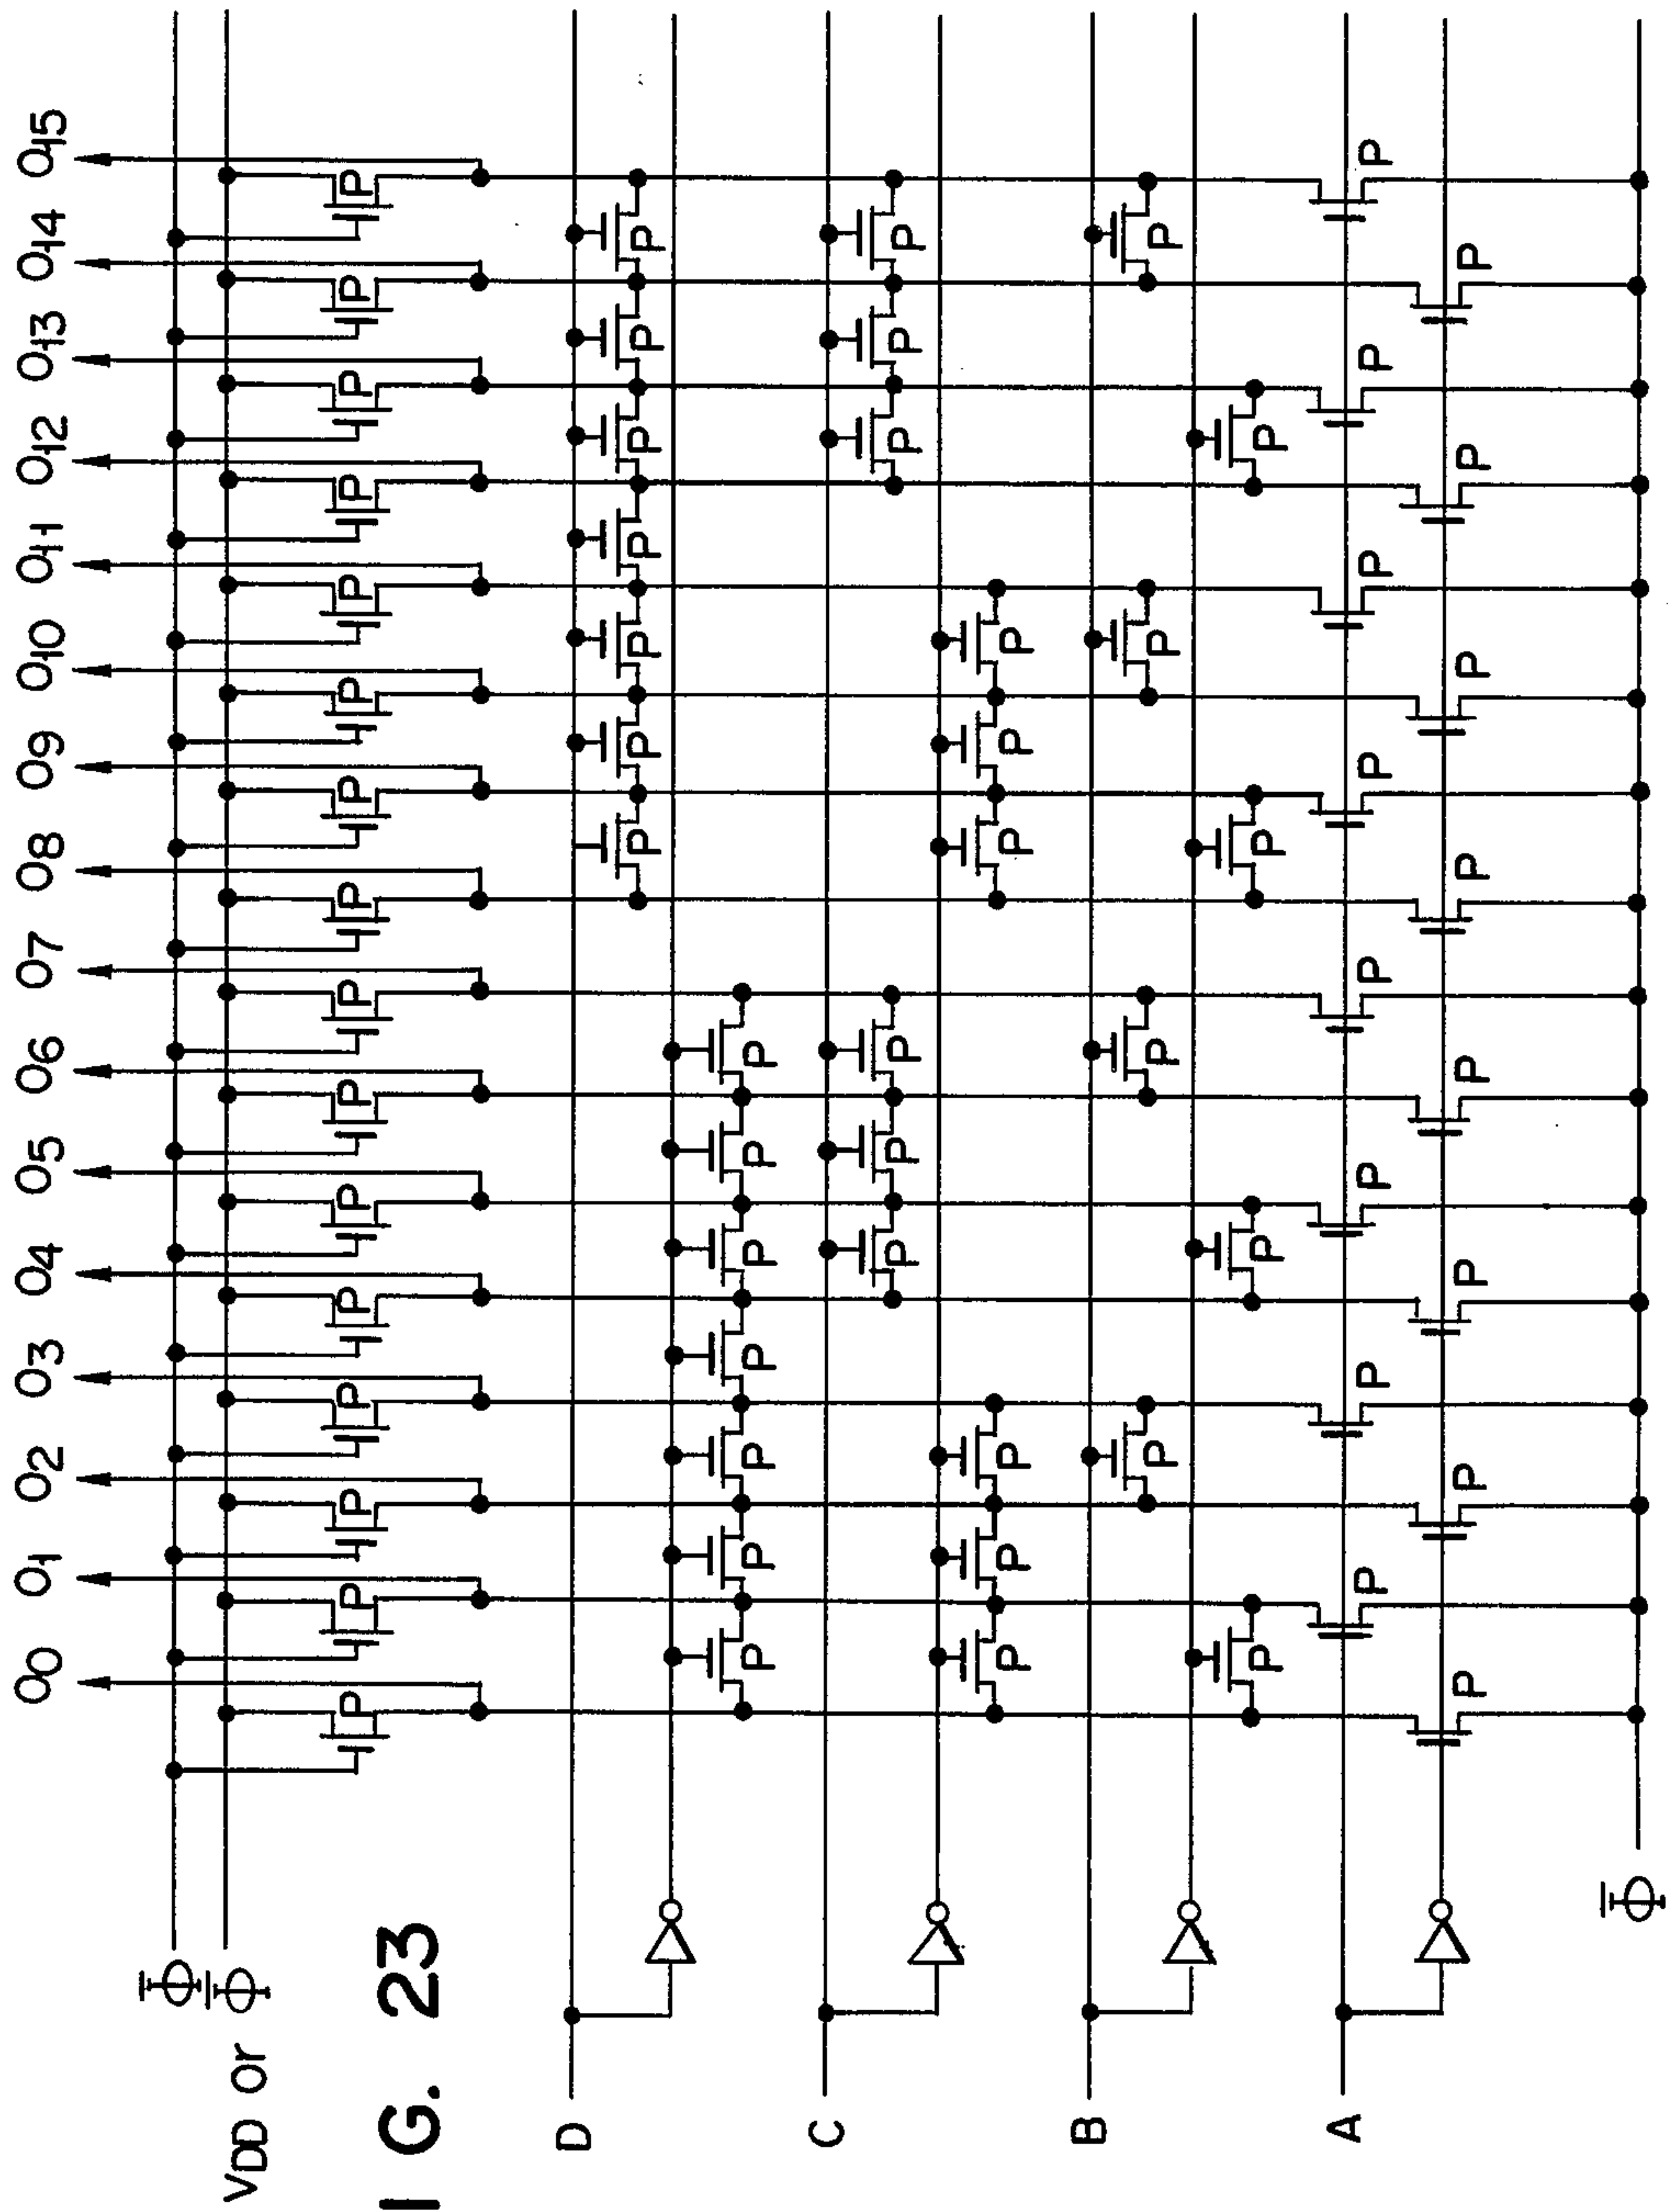 O0 O1 O2 O3 O4 O5 O6 O7 O8 O9 O10 O11 O12 O13 O14 O15
Φ
VDD or Φ̅
P P P P P P P P P P P P P P P P
I G. 23
D
P P P P P P P
P P P P P P P
C
P P P P P P
P P P P P P
B
P P P P
P P P P
A
P P P P P P P P
P P P P P P P P
Φ̅